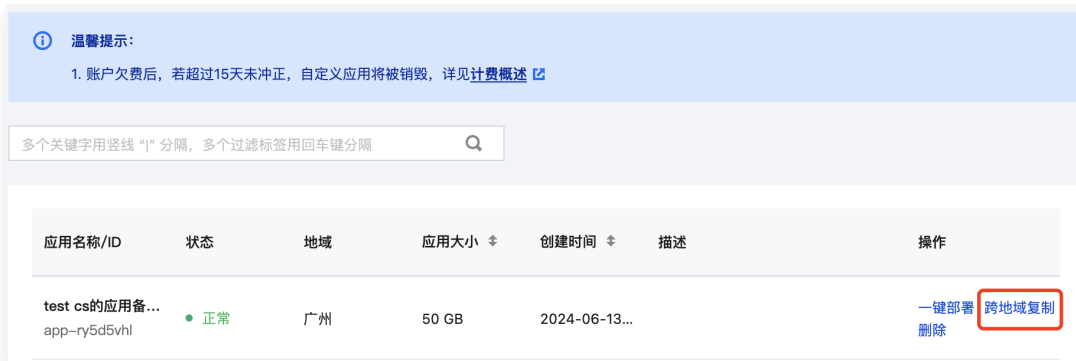 温馨提示：
1. 账户欠费后，若超过15天未冲正，自定义应用将被销毁，详见计费概述
多个关键字用竖线 "|" 分隔，多个过滤标签用回车键分隔
应用名称/ID 状态 地域 应用大小 创建时间 描述 操作
test cs的应用备... 正常 广州 50 GB 2024-06-13... 一键部署 跨地域复制
app-ry5d5vhl 删除